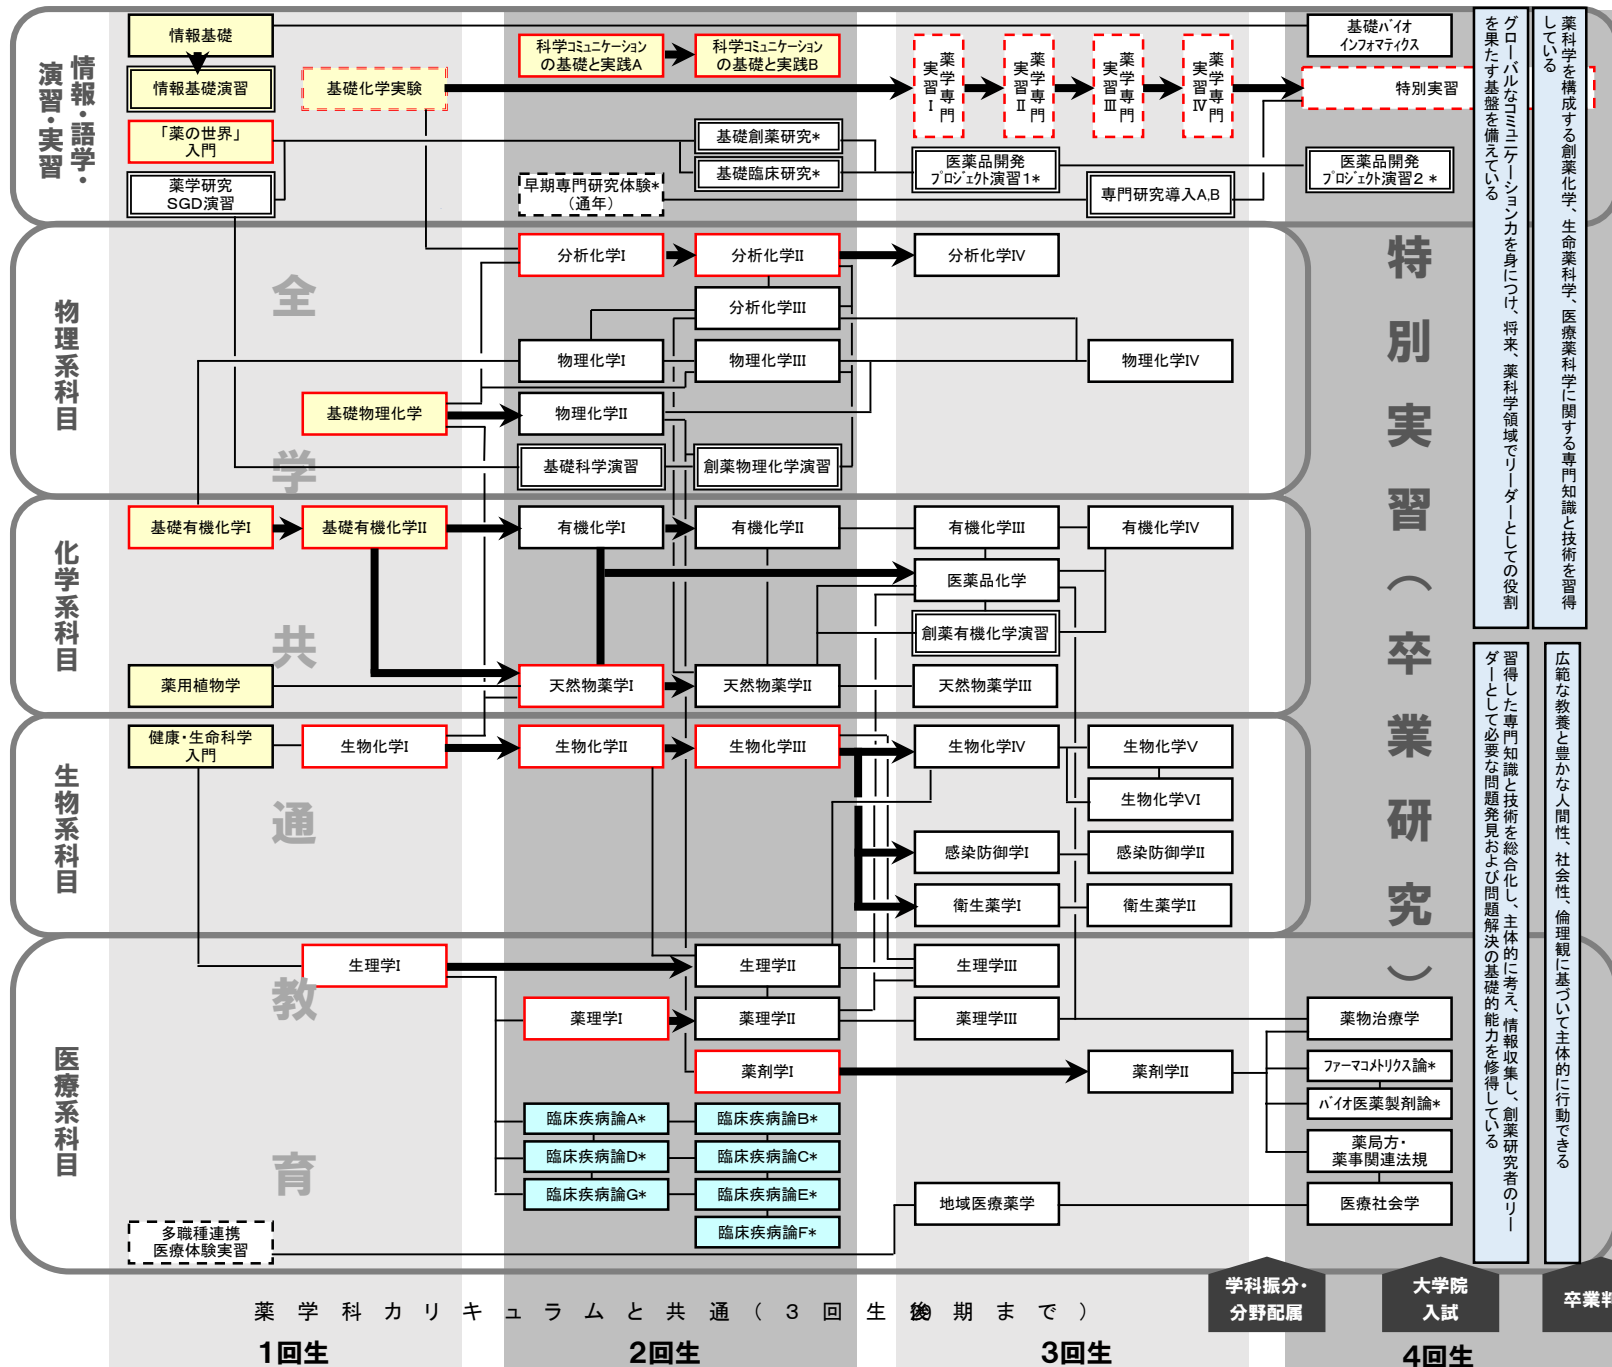 情報・語学・
演習・実習
情報基礎
情報基礎演習
「薬の世界」
入門
薬学研究
SGD演習
基礎化学実験
科学コミュニケーション
の基礎と実践A
科学コミュニケーション
の基礎と実践B
基礎創薬研究*
基礎臨床研究*
早期専門研究体験*
（通年）
薬学専門
実習Ⅰ
薬学専門
実習Ⅱ
薬学専門
実習Ⅲ
薬学専門
実習Ⅳ
医薬品開発
プロジェクト演習1*
専門研究導入A,B
基礎バイオ
インフォマティクス
特別実習
医薬品開発
プロジェクト演習2 *
物理系科目
分析化学I
分析化学II
分析化学IV
分析化学III
物理化学I
物理化学III
物理化学IV
基礎物理化学
物理化学II
基礎科学演習
創薬物理化学演習
化学系科目
基礎有機化学I
基礎有機化学II
有機化学I
有機化学II
有機化学III
有機化学IV
医薬品化学
創薬有機化学演習
薬用植物学
天然物薬学I
天然物薬学II
天然物薬学III
生物系科目
健康・生命科学
入門
生物化学I
生物化学II
生物化学III
生物化学IV
生物化学V
生物化学VI
感染防御学I
感染防御学II
衛生薬学I
衛生薬学II
医療系科目
生理学I
生理学II
生理学III
薬理学I
薬理学II
薬理学III
薬物治療学
薬剤学I
薬剤学II
ファーマコメトリクス論*
バイオ医薬製剤論*
臨床疾病論A*
臨床疾病論B*
臨床疾病論D*
臨床疾病論C*
臨床疾病論G*
臨床疾病論E*
臨床疾病論F*
薬局方・
薬事関連法規
地域医療薬学
医療社会学
多職種連携
医療体験実習
全学共通教育
特別実習（卒業研究）
薬科学を構成する創薬化学、生命薬科学、医療薬科学に関する専門知識と技術を習得
している
グローバルなコミュニケーション力を身につけ、将来、薬科学領域でリーダーとしての役割
を果たす基盤を備えている
広範な教養と豊かな人間性、社会性、倫理観に基づいて主体的に行動できる
習得した専門知識と技術を総合化し、主体的に考え、情報収集し、創薬研究者のリー
ダーとして必要な問題発見および問題解決の基礎的能力を修得している
学科振分・
分野配属
大学院
入試
卒業判
薬学科カリキュラムと共通（3回生後期まで）
1回生
2回生
3回生
4回生